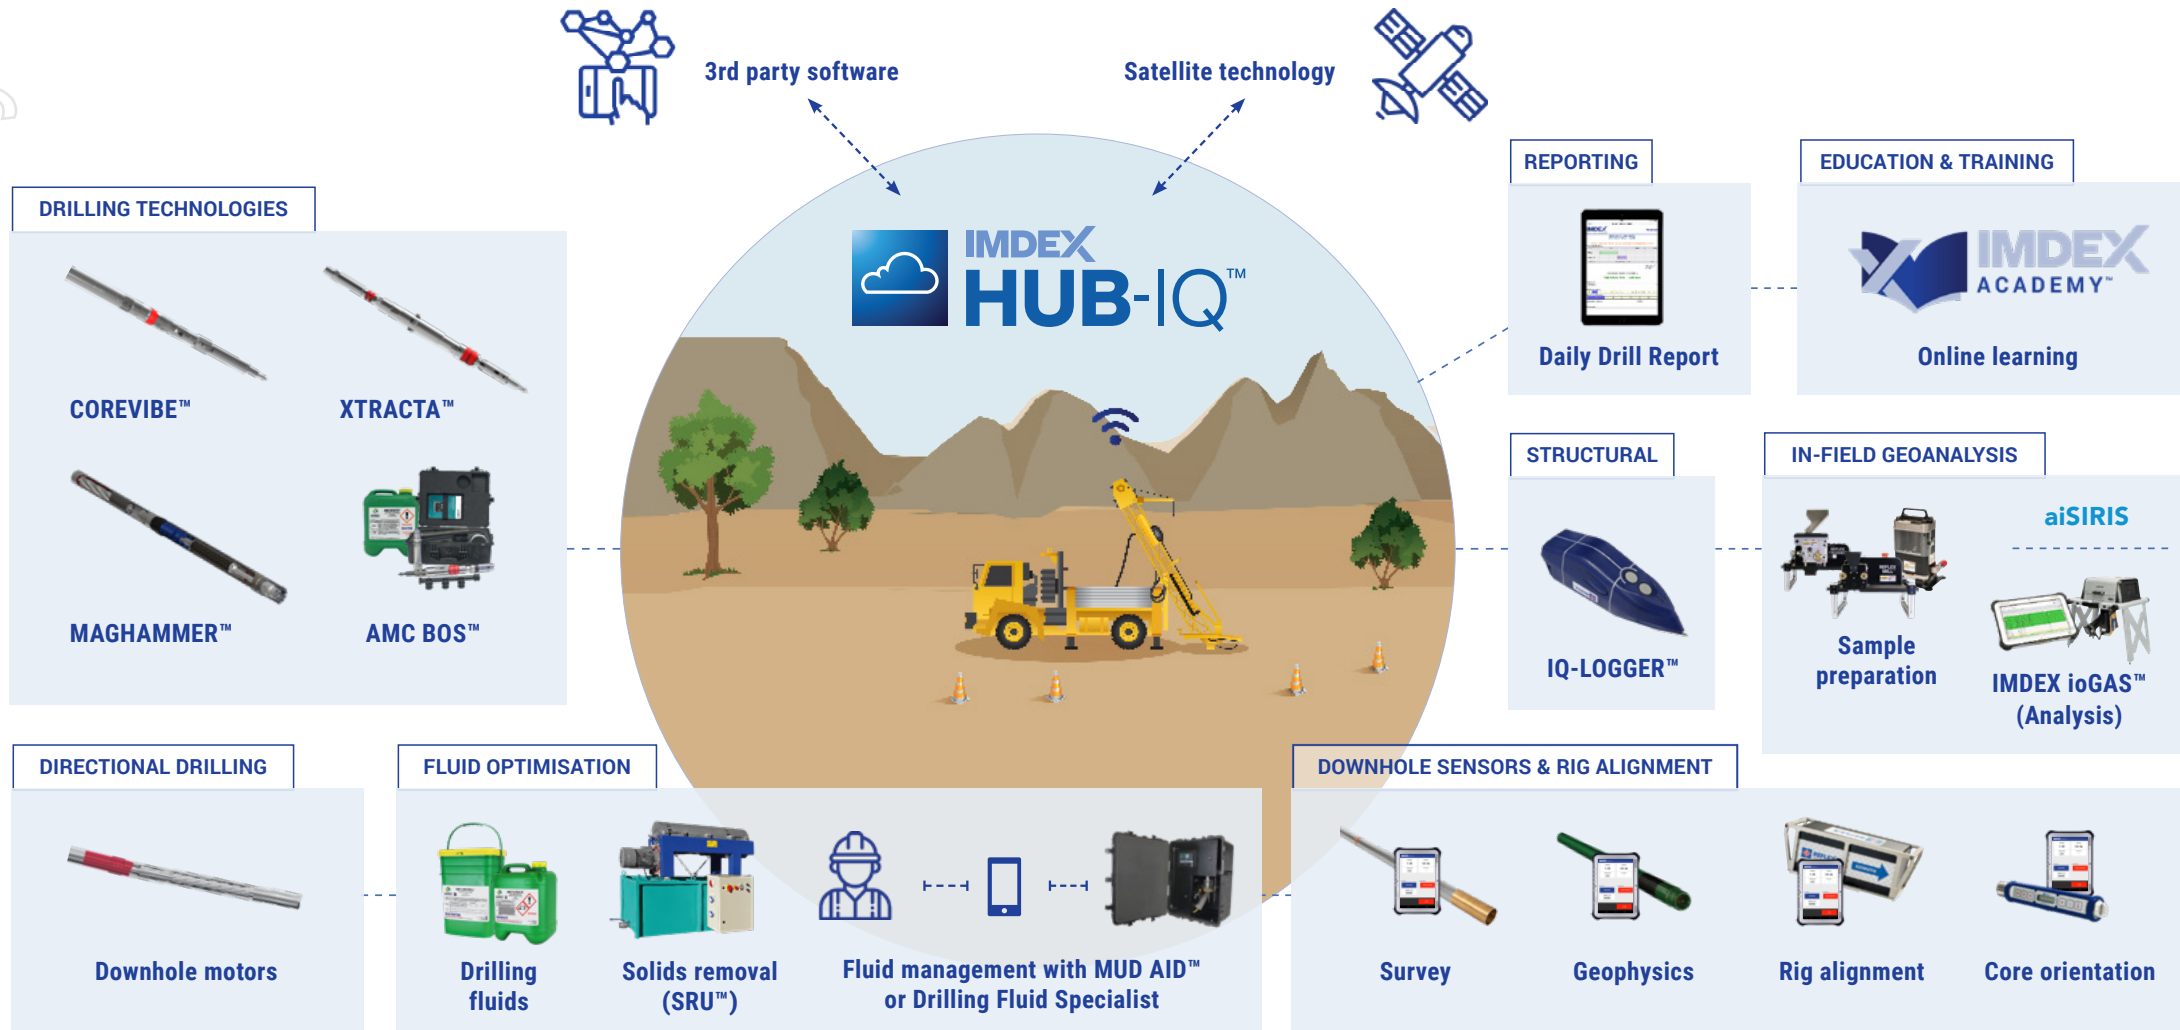 3rd party software
Satellite technology
IMDEX
HUB-IQ™
DRILLING TECHNOLOGIES
COREVIBE™
XTRACTA™
MAGHAMMER™
AMC BOS™
REPORTING
Daily Drill Report
EDUCATION & TRAINING
IMDEX
ACADEMY™
Online learning
STRUCTURAL
IQ-LOGGER™
IN-FIELD GEOANALYSIS
aiSIRIS
Sample
preparation
IMDEX ioGAS™
(Analysis)
DIRECTIONAL DRILLING
Downhole motors
FLUID OPTIMISATION
Drilling
fluids
Solids removal
(SRU™)
Fluid management with MUD AID™
or Drilling Fluid Specialist
DOWNHOLE SENSORS & RIG ALIGNMENT
Survey
Geophysics
Rig alignment
Core orientation